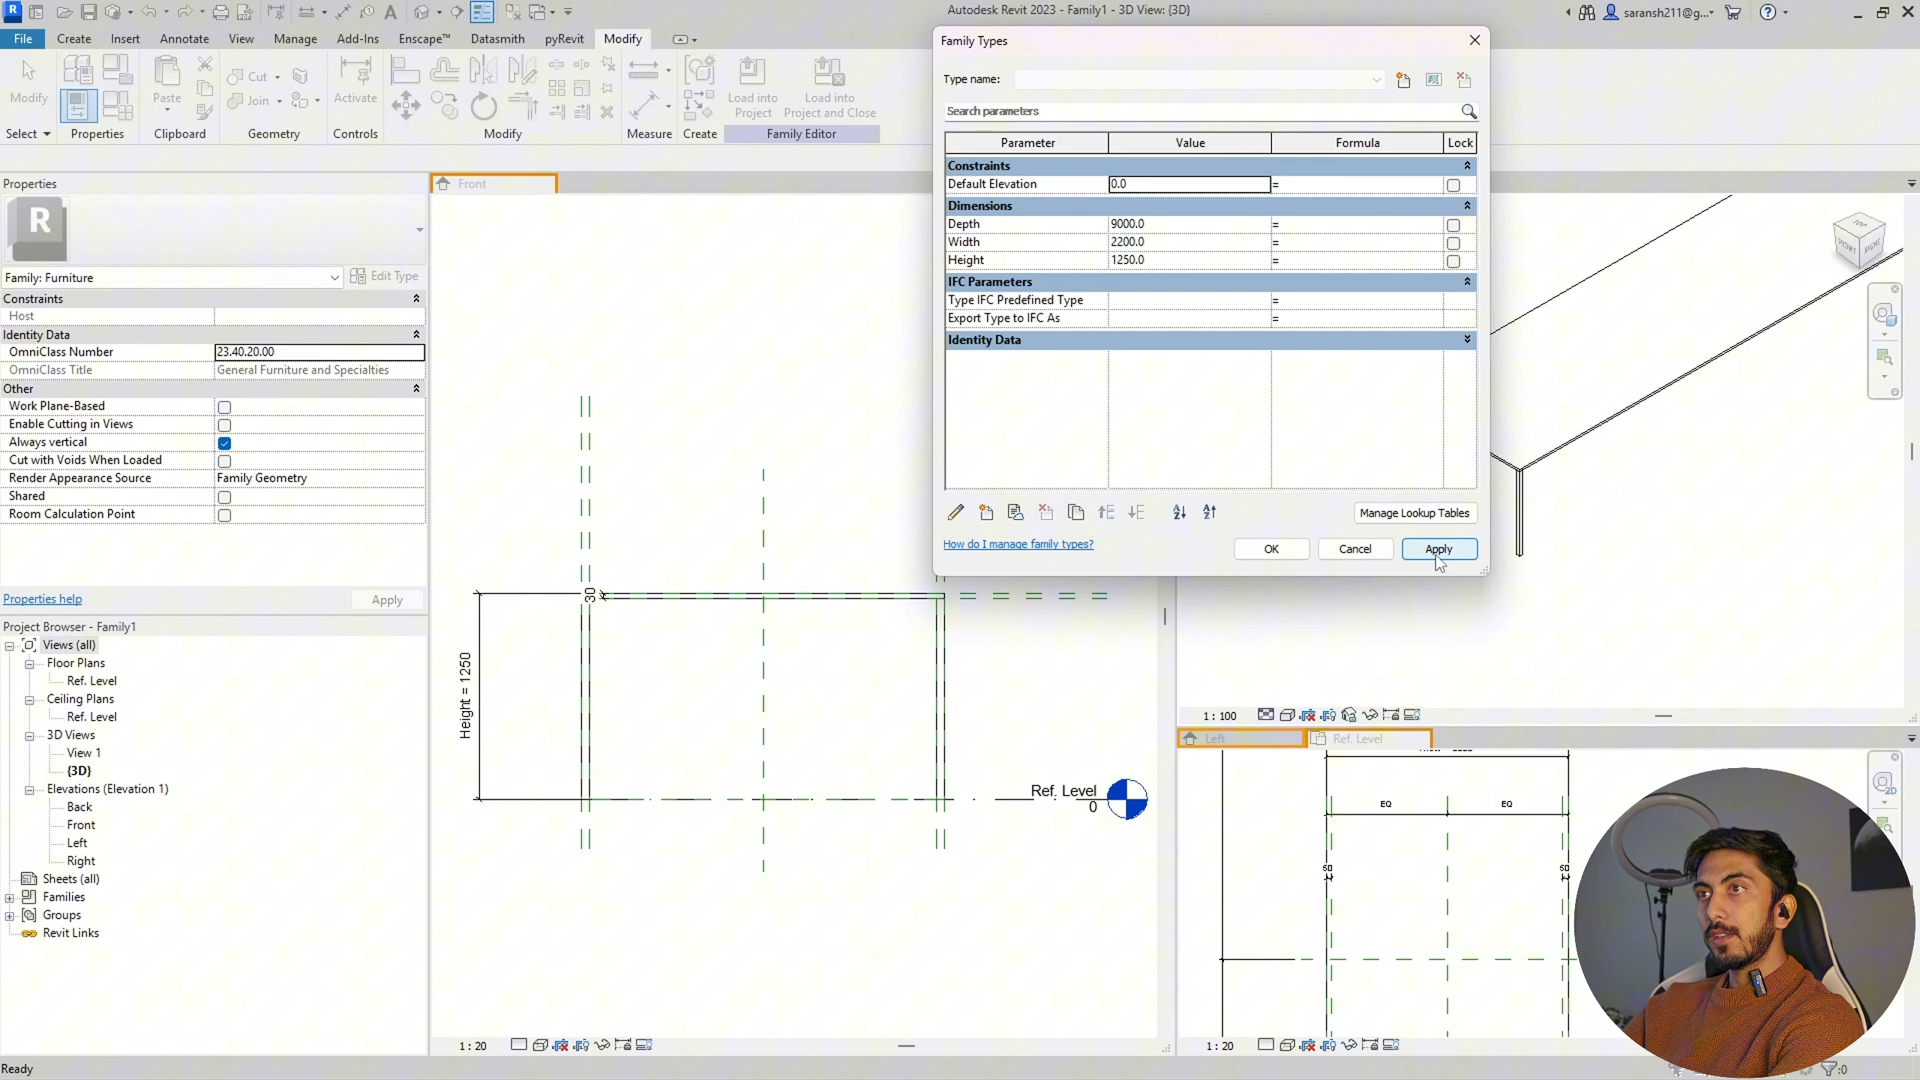 Autodesk Revit 2023 - Family1 - 3D View: {3D}
saransh211@g...
File Create Insert Annotate View Manage Add-Ins Enscape™ Datasmith pyRevit Modify
Modify
Paste
Cut
Join
Activate
Load into
Project
Load into
Project and Close
Select
Properties
Clipboard
Geometry
Controls
Modify
Measure
Create
Family Editor
Properties
Family: Furniture
Edit Type
Constraints
Host
Identity Data
OmniClass Number 23.40.20.00
OmniClass Title General Furniture and Specialties
Other
Work Plane-Based
Enable Cutting in Views
Always vertical
Cut with Voids When Loaded
Render Appearance Source Family Geometry
Shared
Room Calculation Point
Properties help
Apply
Project Browser - Family1
Views (all)
Floor Plans
Ref. Level
Ceiling Plans
Ref. Level
3D Views
View 1
{3D}
Elevations (Elevation 1)
Back
Front
Left
Right
Sheets (all)
Families
Groups
Revit Links
Ready
Front
30
Height = 1250
Ref. Level
0
1 : 20
Family Types
Type name:
Search parameters
Parameter Value Formula Lock
Constraints
Default Elevation 0.0 =
Dimensions
Depth 9000.0 =
Width 2200.0 =
Height 1250.0 =
IFC Parameters
Type IFC Predefined Type =
Export Type to IFC As =
Identity Data
Manage Lookup Tables
How do I manage family types?
OK
Cancel
Apply
TOP
FRONT
RIGHT
1 : 100
Left
Ref. Level
EQ
EQ
50
50
1 : 20
:0